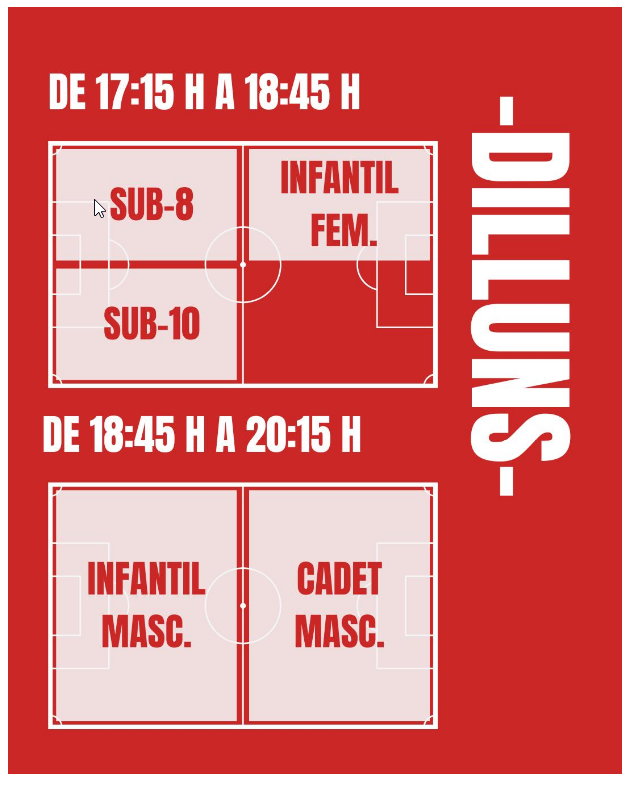 DE 17:15 H A 18:45 H
SUB-8
INFANTIL
FEM.
SUB-10
DE 18:45 H A 20:15 H
INFANTIL
MASC.
CADET
MASC.
-DILLUNS-